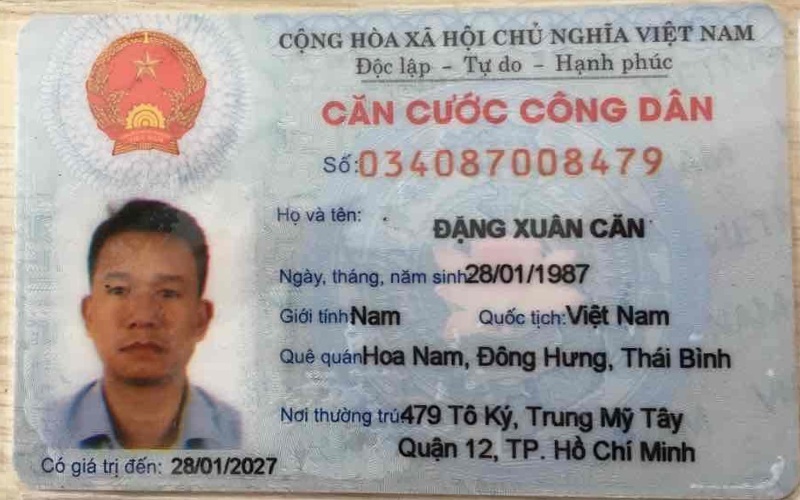 CỘNG HÒA XÃ HỘI CHỦ NGHĨA VIỆT NAM
Độc lập - Tự do - Hạnh phúc
CĂN CƯỚC CÔNG DÂN
Số: 034087008479
Họ và tên:
ĐẶNG XUÂN CĂN
Ngày, tháng, năm sinh 28/01/1987
Giới tính Nam Quốc tịch: Việt Nam
Quê quán Hoa Nam, Đông Hưng, Thái Bình
Nơi thường trú: 479 Tô Ký, Trung Mỹ Tây
Quận 12, TP. Hồ Chí Minh
Có giá trị đến: 28/01/2027